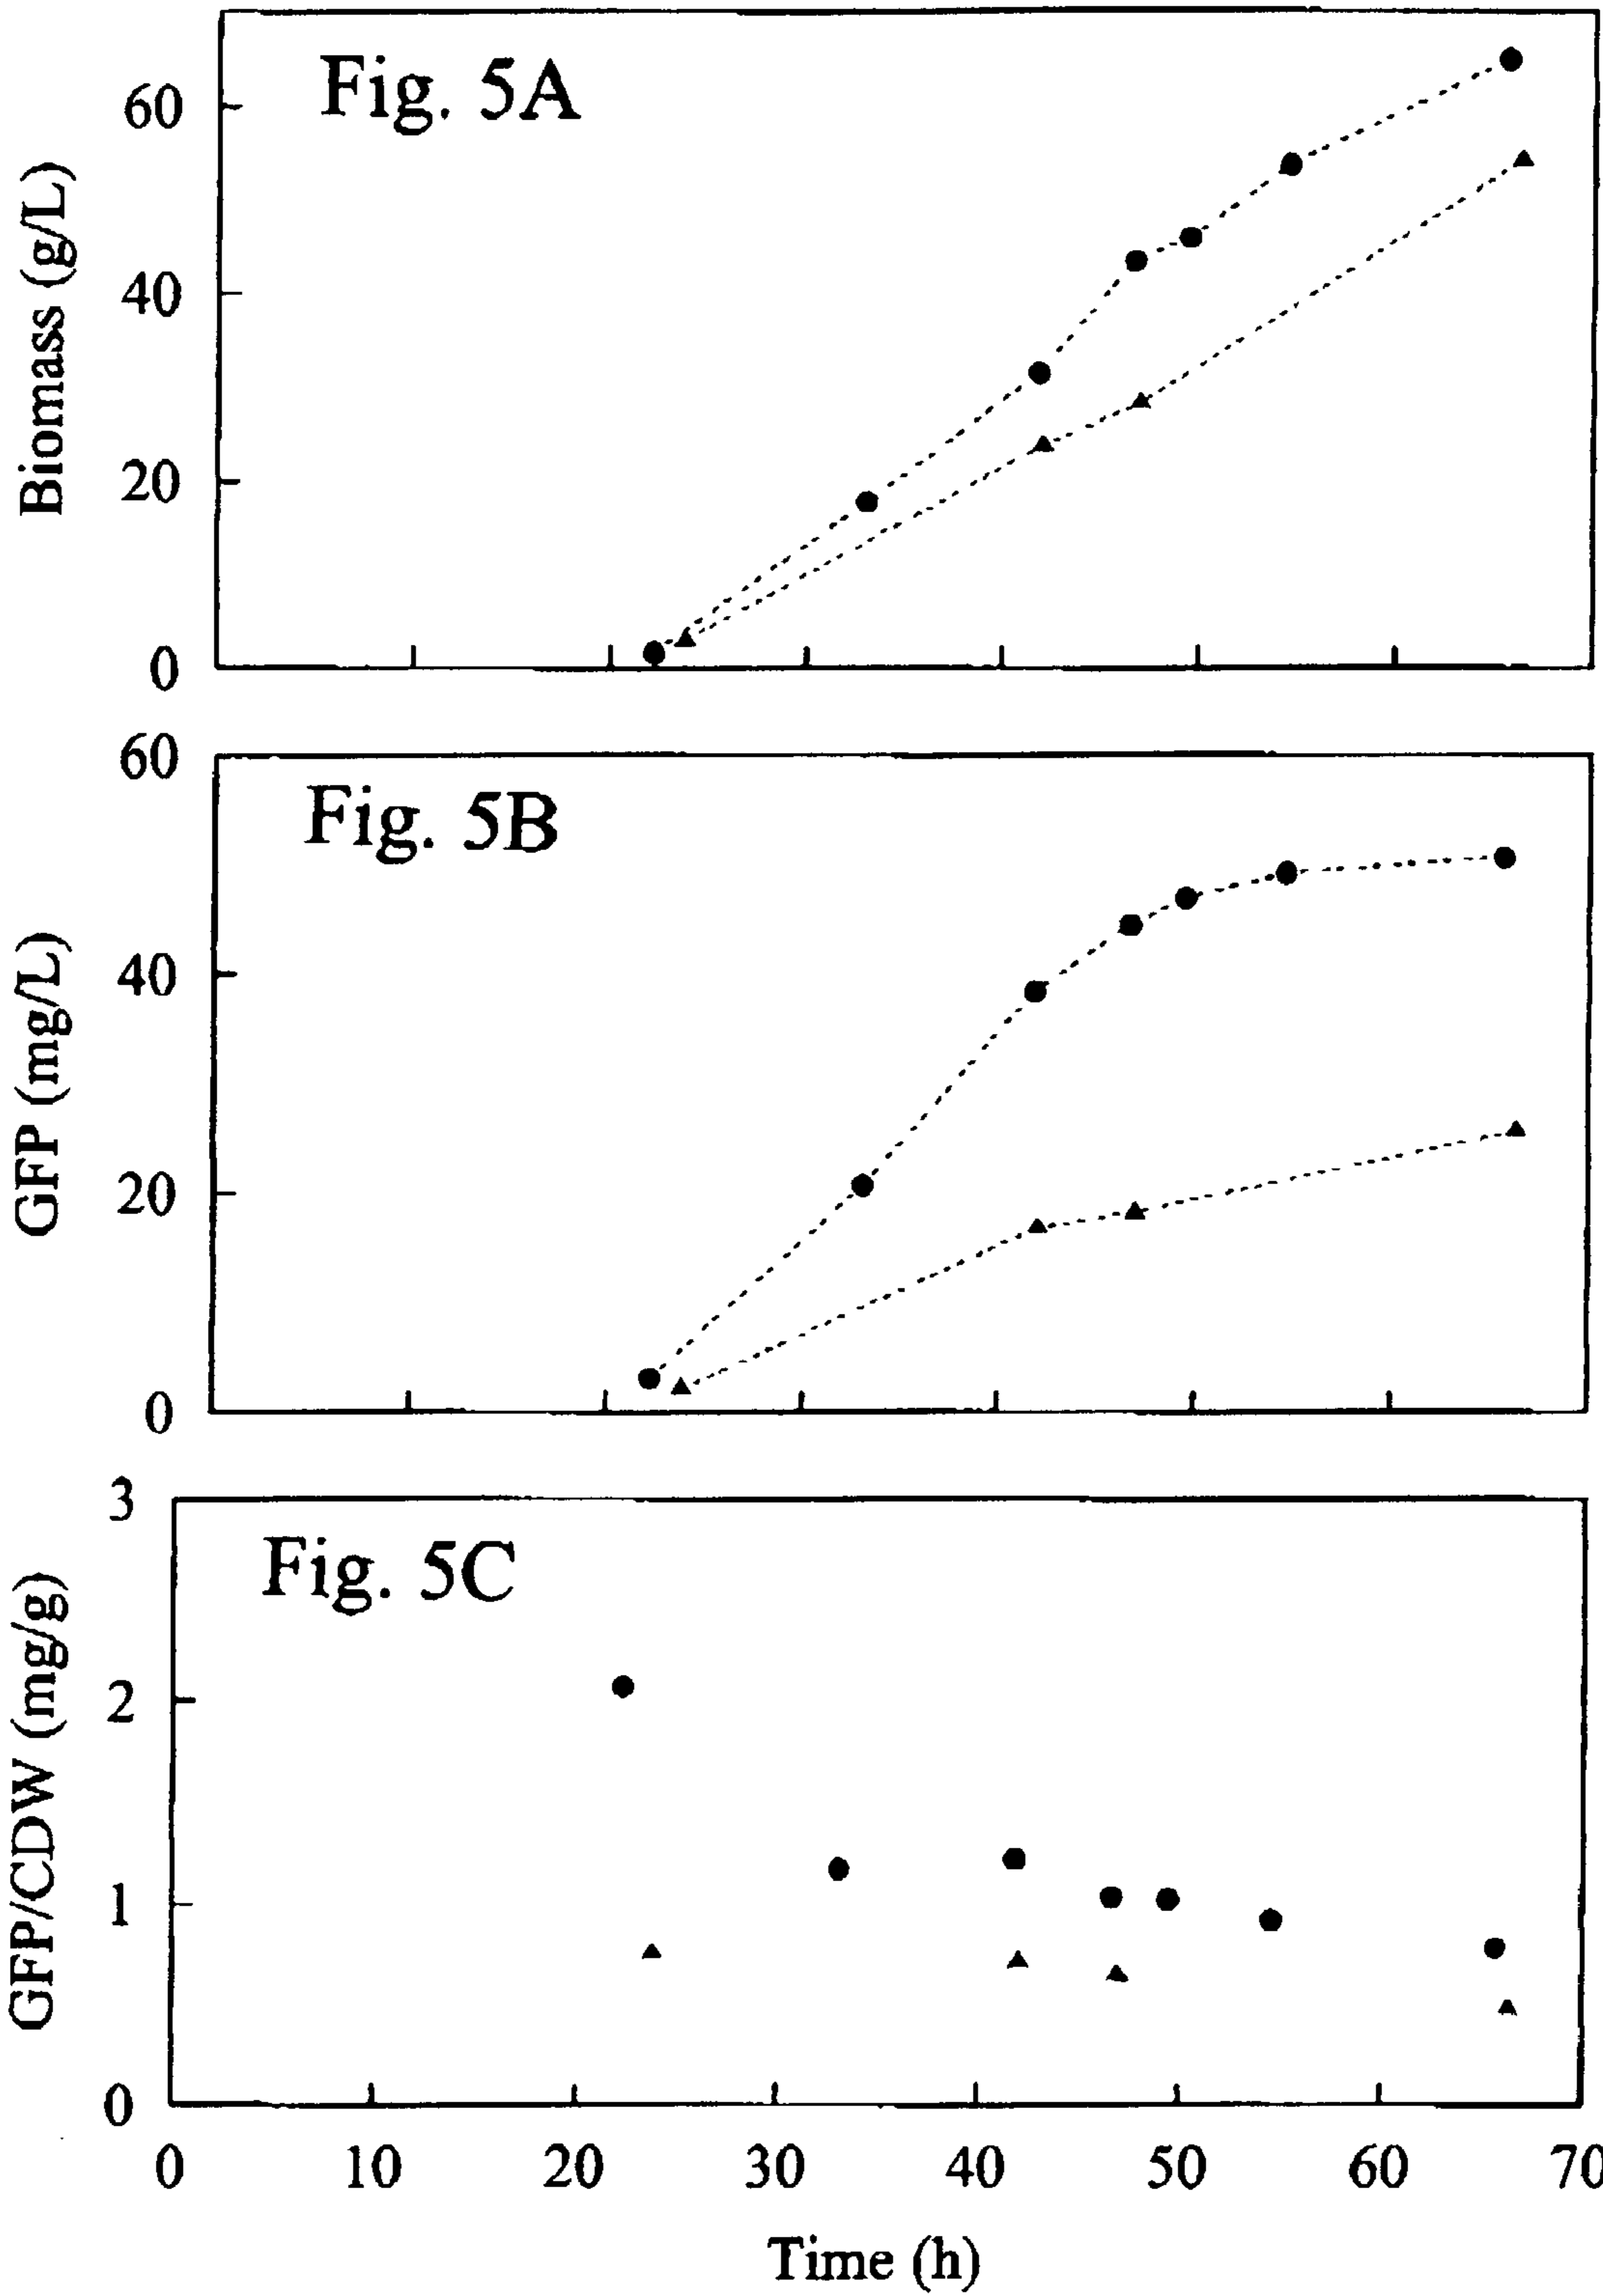 Fig. 5A
Biomass (g/L)
60
40
20
0
Fig. 5B
GFP (mg/L)
60
40
20
0
Fig. 5C
GFP/CDW (mg/g)
3
2
1
0
0 10 20 30 40 50 60 70
Time (h)